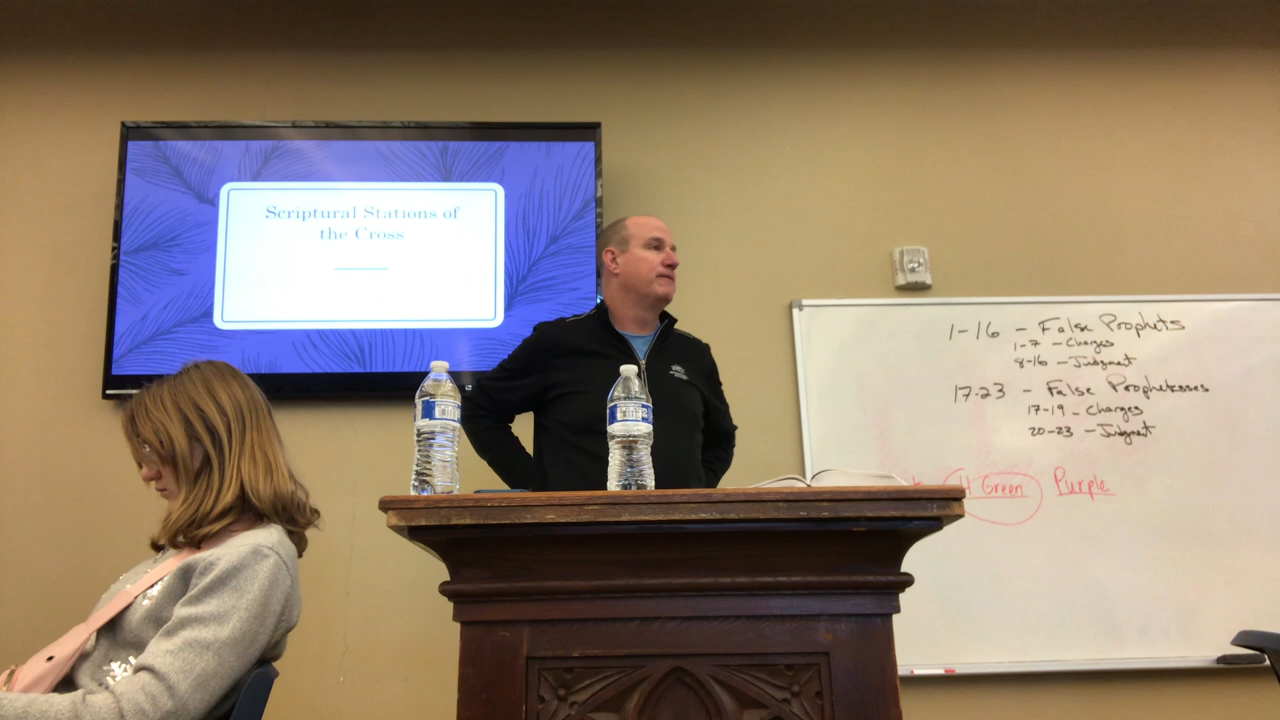 Scriptural Stations of
the Cross
1-16 - False Prophets
1-7 - Charges
8-16 - Judgment
17-23 - False Prophetesses
17-19 - Charges
20-23 - Judgment
Green Purple